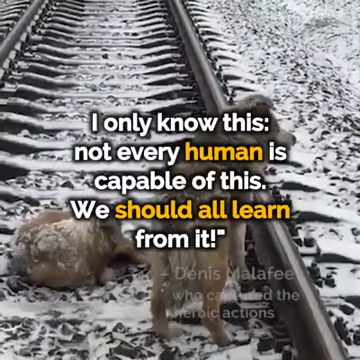 I only know this:
not every human is
capable of this.
We should all learn
from it!"
– Denis Malafeev
who captured the
heroic actions